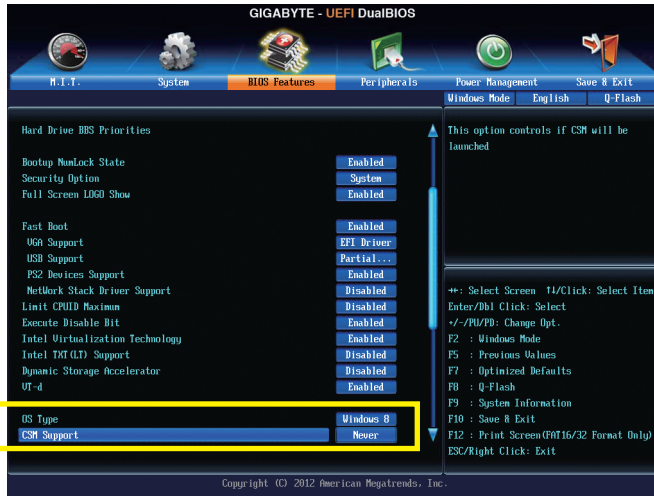 GIGABYTE - UEFI DualBIOS
M.I.T.
System
BIOS Features
Peripherals
Power Management
Save & Exit
Windows Mode
English
Q-Flash
Hard Drive BBS Priorities
Bootup NumLock State Enabled
Security Option System
Full Screen LOGO Show Enabled
Fast Boot Enabled
VGA Support EFI Driver
USB Support Partial...
PS2 Devices Support Enabled
NetWork Stack Driver Support Disabled
Limit CPUID Maximum Disabled
Execute Disable Bit Enabled
Intel Virtualization Technology Enabled
Intel TXT(LT) Support Disabled
Dynamic Storage Accelerator Disabled
VT-d Enabled
OS Type Windows 8
CSM Support Never
This option controls if CSM will be
launched
↔: Select Screen ↑↓/Click: Select Item
Enter/Dbl Click: Select
+/-/PU/PD: Change Opt.
F2 : Windows Mode
F5 : Previous Values
F7 : Optimized Defaults
F8 : Q-Flash
F9 : System Information
F10 : Save & Exit
F12 : Print Screen(FAT16/32 Format Only)
ESC/Right Click: Exit
Copyright (C) 2012 American Megatrends, Inc.